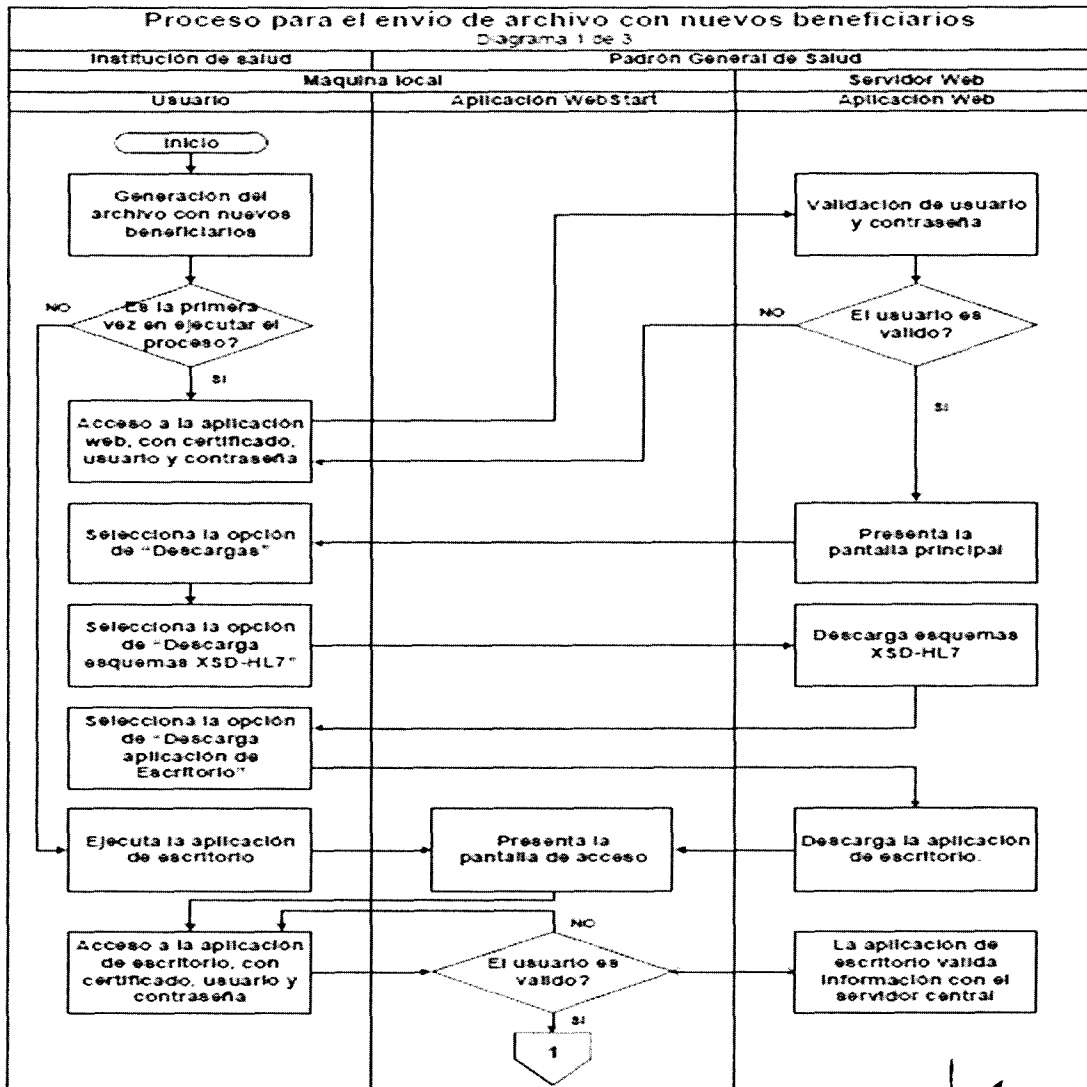 Proceso para el envío de archivo con nuevos beneficiarios
Diagrama 1 de 3
Institución de salud
Padrón General de Salud
Maquina local
Servidor Web
Usuario
Aplicación WebStart
Aplicación Web
Inicio
Generación del
archivo con nuevos
beneficiarios
Validación de usuario
y contraseña
NO
Es la primera
vez en ejecutar el
proceso?
SI
NO
El usuario es
valido?
SI
Acceso a la aplicación
web, con certificado,
usuario y contraseña
Selecciona la opción
de "Descargas"
Presenta la
pantalla principal
Selecciona la opción
de "Descarga
esquemas XSD-HL7"
Descarga esquemas
XSD-HL7
Selecciona la opción
de "Descarga
aplicación de
Escritorio"
Ejecuta la aplicación
de escritorio
Presenta la
pantalla de acceso
Descarga la aplicación
de escritorio.
Acceso a la aplicación
de escritorio, con
certificado, usuario y
contraseña
NO
El usuario es
valido?
SI
La aplicación de
escritorio valida
información con el
servidor central
1